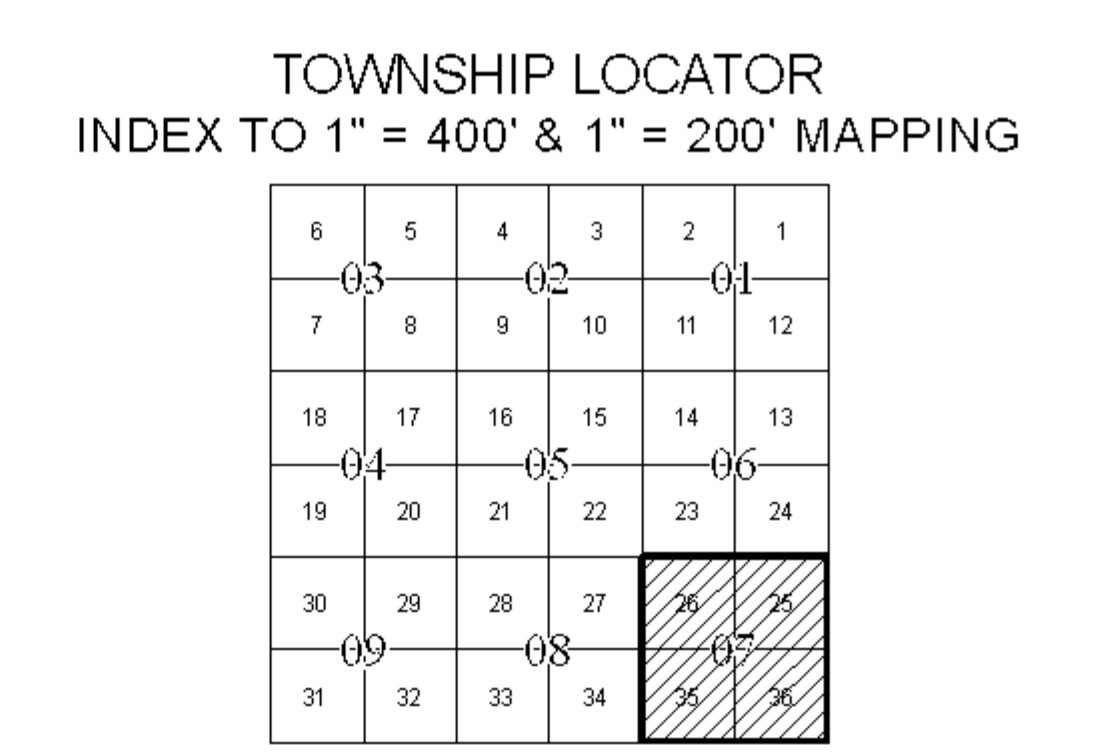 TOWNSHIP LOCATOR
INDEX TO 1" = 400' & 1" = 200' MAPPING
6 5 4 3 2 1
03 02 01
7 8 9 10 11 12
18 17 16 15 14 13
04 05 06
19 20 21 22 23 24
30 29 28 27 26 25
09 08 07
31 32 33 34 35 36